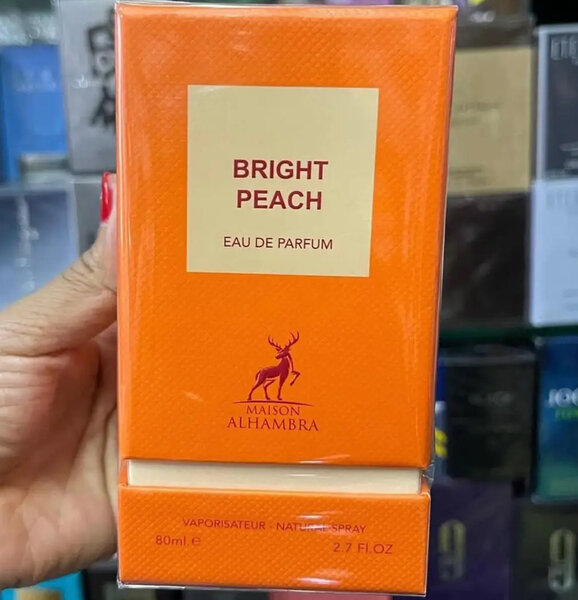 BRIGHT
PEACH
EAU DE PARFUM
MAISON
ALHAMBRA
VAPORISATEUR - NATURAL SPRAY
80ml.e
2.7 Fl.OZ